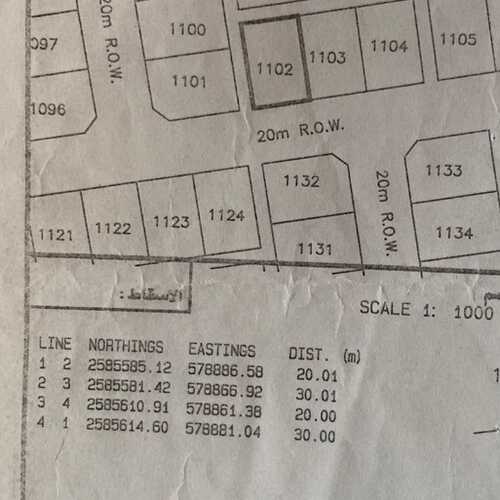 20m R.O.W.
1097
1100
1102
1103
1104
1105
1101
1096
20m R.O.W.
1132
1133
20m R.O.W.
1121
1122
1123
1124
1131
1134
الاسقاط :
SCALE 1: 1000
LINE NORTHINGS EASTINGS DIST. (m)
1 2 2585585.12 578886.58 20.01
2 3 2585581.42 578866.92 30.01
3 4 2585610.91 578861.38 20.00
4 1 2585614.60 578881.04 30.00